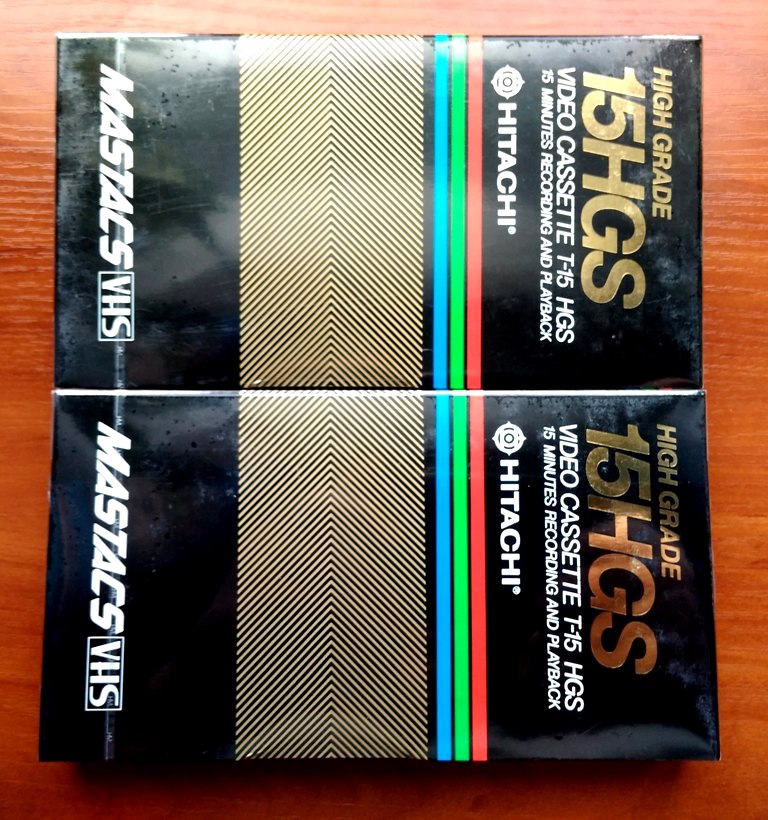 HIGH GRADE
15HGS
VIDEO CASSETTE T-15 HGS
15 MINUTES RECORDING AND PLAYBACK
HITACHI®
MASTACS VHS
HIGH GRADE
15HGS
VIDEO CASSETTE T-15 HGS
15 MINUTES RECORDING AND PLAYBACK
HITACHI®
MASTACS VHS